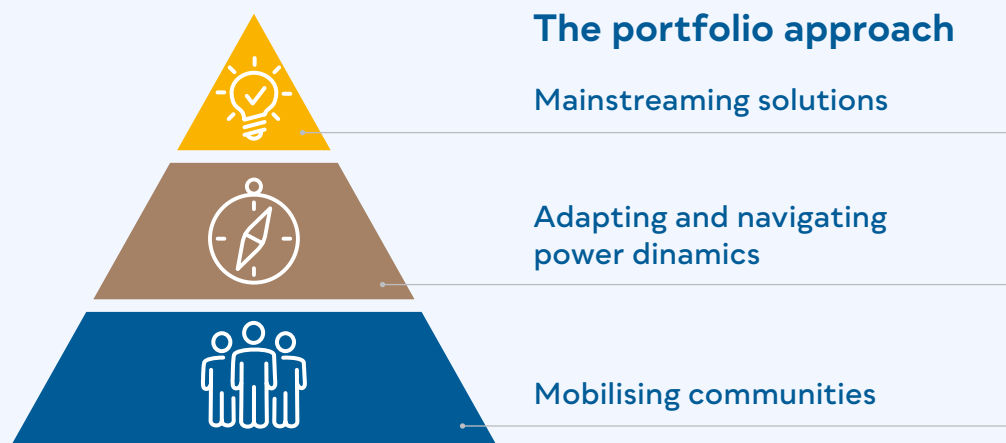 The portfolio approach
Mainstreaming solutions
Adapting and navigating
power dinamics
Mobilising communities